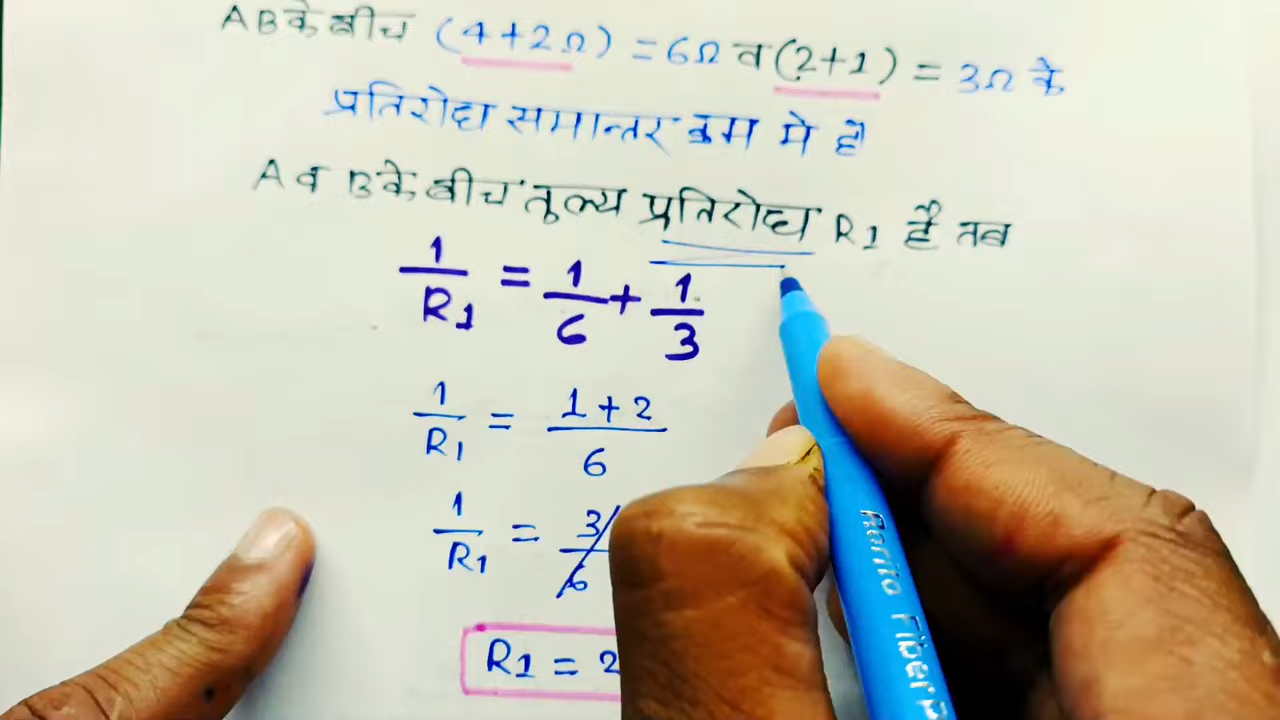 AB के बीच (4+2Ω) = 6Ω व (2+1) = 3Ω के
प्रतिरोध समान्तर क्रम मे है
A व B के बीच तुल्य प्रतिरोध R1 है तब
1/R1 = 1/6 + 1/3
1/R1 = 1+2/6
1/R1 = 3/6
R1 = 2
Rorito